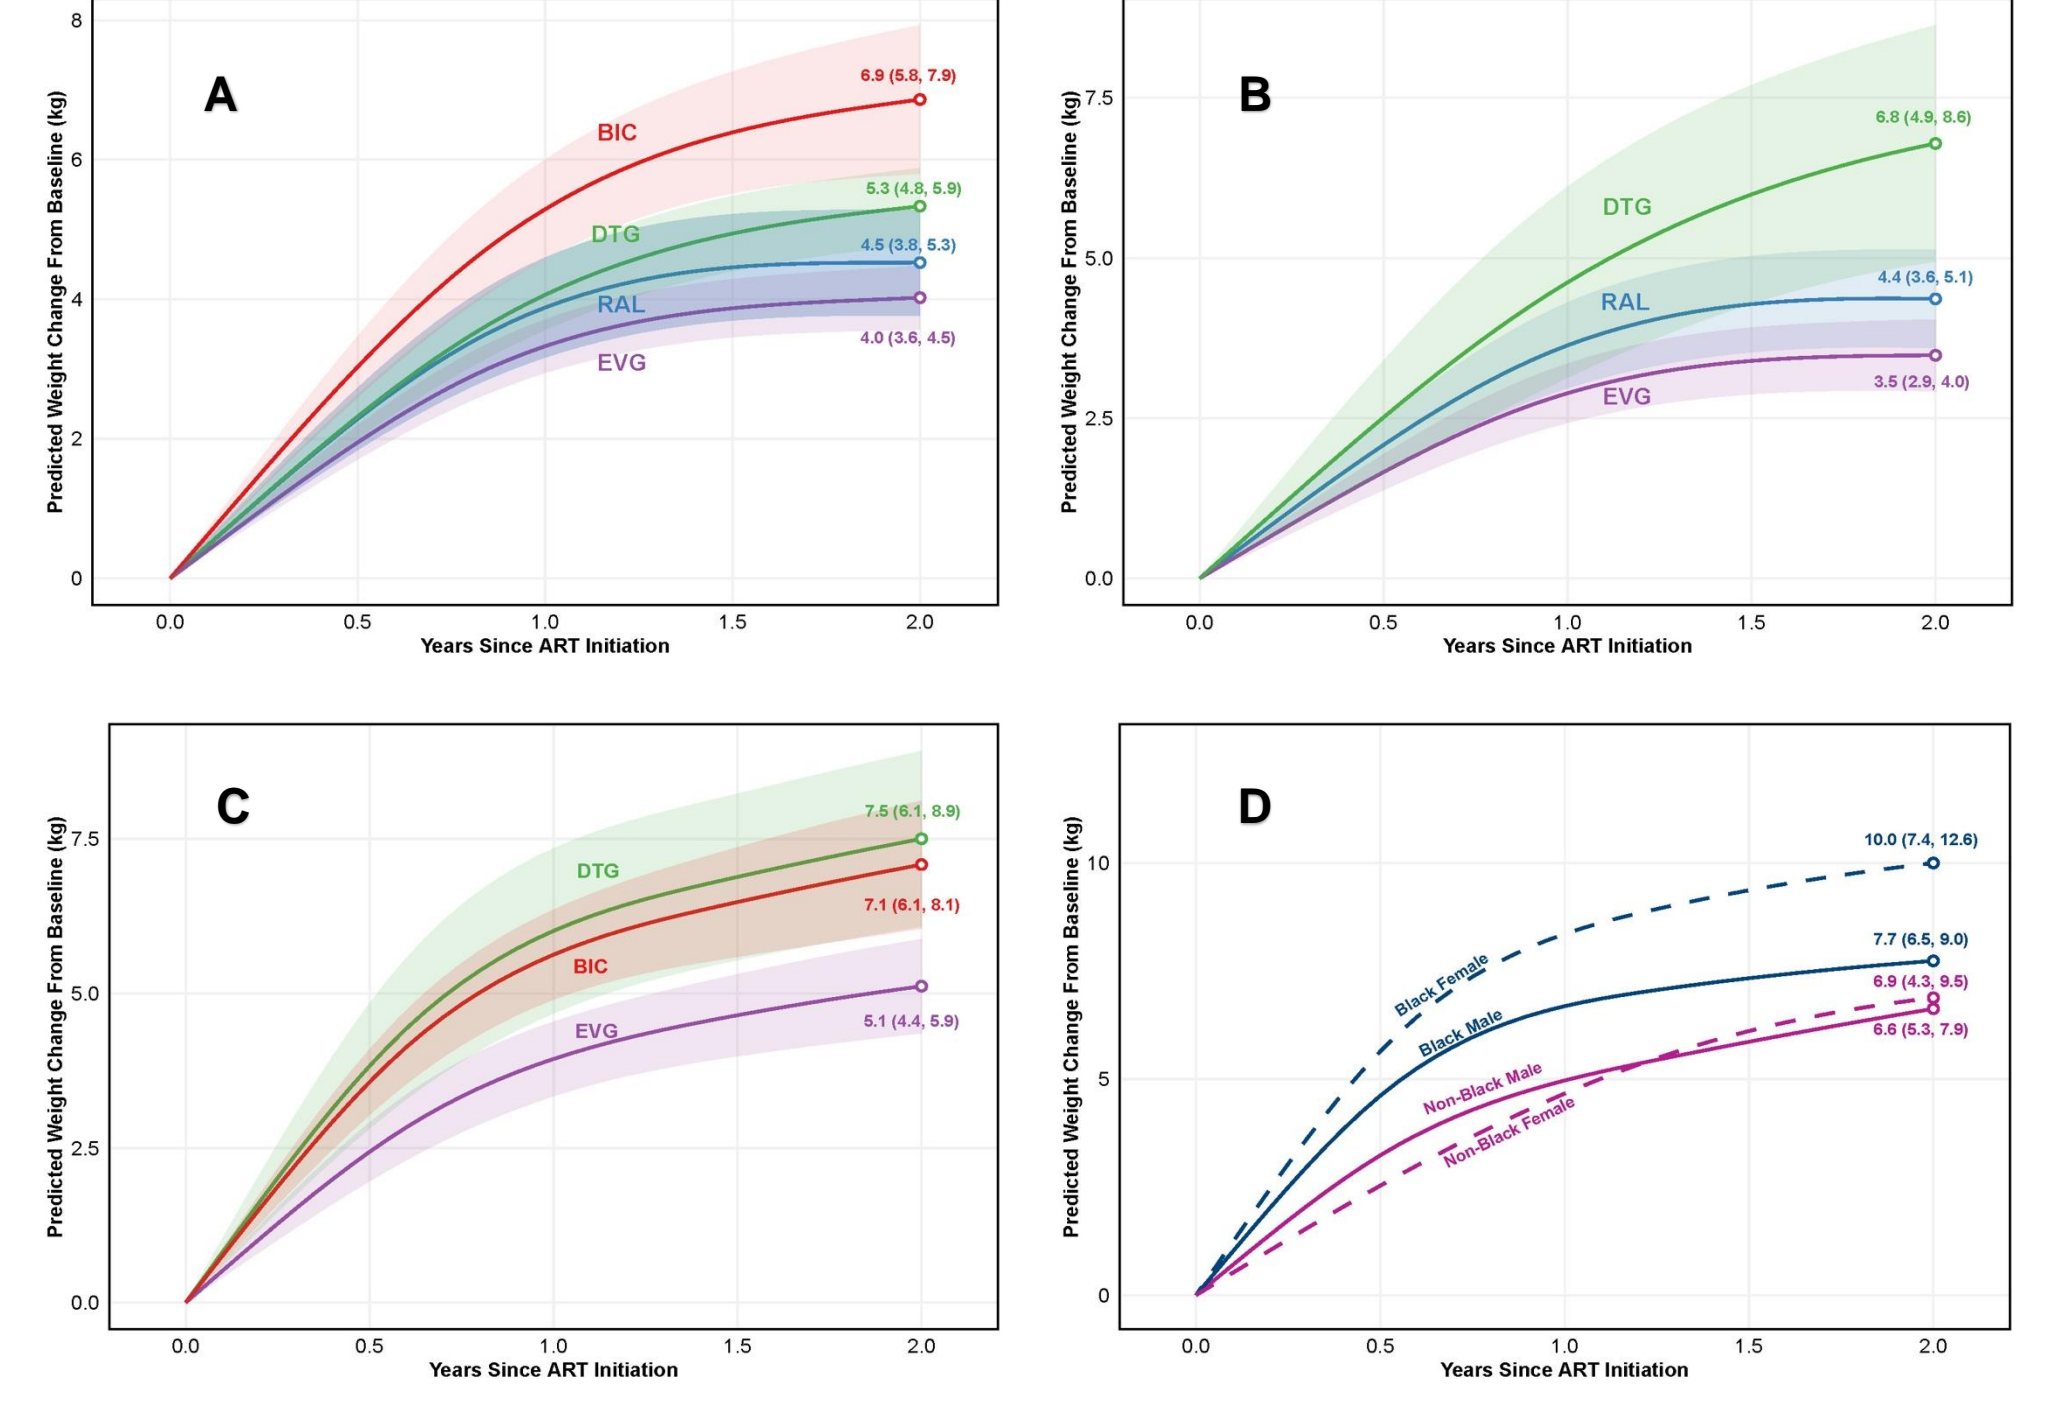 A
Predicted Weight Change From Baseline (kg)
8
6
4
2
0
BIC
DTG
RAL
EVG
6.9 (5.8, 7.9)
5.3 (4.8, 5.9)
4.5 (3.8, 5.3)
4.0 (3.6, 4.5)
0.0 0.5 1.0 1.5 2.0
Years Since ART Initiation
B
Predicted Weight Change From Baseline (kg)
7.5
5.0
2.5
0.0
DTG
RAL
EVG
6.8 (4.9, 8.6)
4.4 (3.6, 5.1)
3.5 (2.9, 4.0)
0.0 0.5 1.0 1.5 2.0
Years Since ART Initiation
C
Predicted Weight Change From Baseline (kg)
7.5
5.0
2.5
0.0
DTG
BIC
EVG
7.5 (6.1, 8.9)
7.1 (6.1, 8.1)
5.1 (4.4, 5.9)
0.0 0.5 1.0 1.5 2.0
Years Since ART Initiation
D
Predicted Weight Change From Baseline (kg)
10
5
0
Black Female
Black Male
Non-Black Male
Non-Black Female
10.0 (7.4, 12.6)
7.7 (6.5, 9.0)
6.9 (4.3, 9.5)
6.6 (5.3, 7.9)
0.0 0.5 1.0 1.5 2.0
Years Since ART Initiation